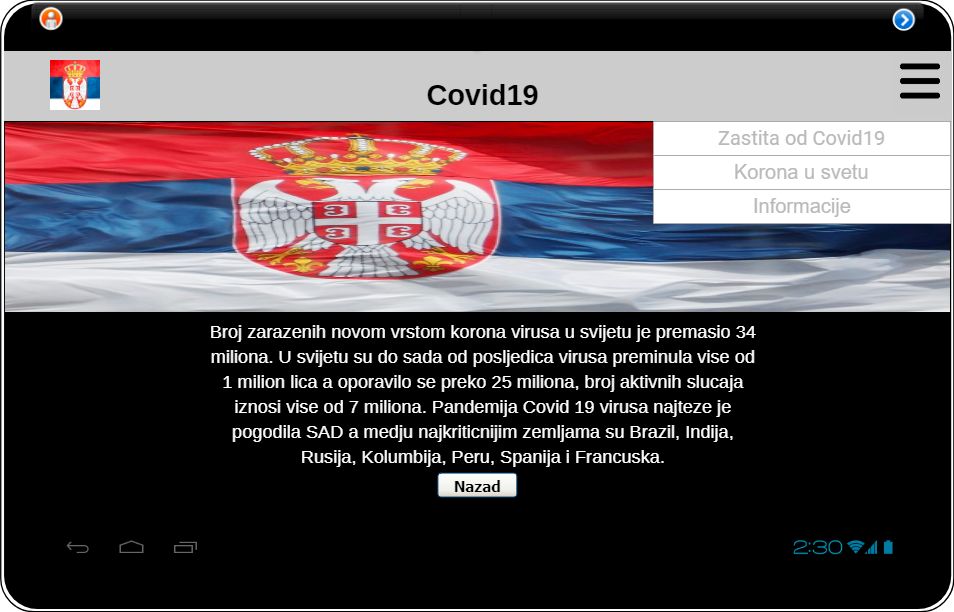 Covid19
Zastita od Covid19
Korona u svetu
Informacije
Broj zarazenih novom vrstom korona virusa u svijetu je premasio 34
miliona. U svijetu su do sada od posljedica virusa preminula vise od
1 milion lica a oporavilo se preko 25 miliona, broj aktivnih slucaja
iznosi vise od 7 miliona. Pandemija Covid 19 virusa najteze je
pogodila SAD a medju najkriticnijim zemljama su Brazil, Indija,
Rusija, Kolumbija, Peru, Spanija i Francuska.
Nazad
2:30